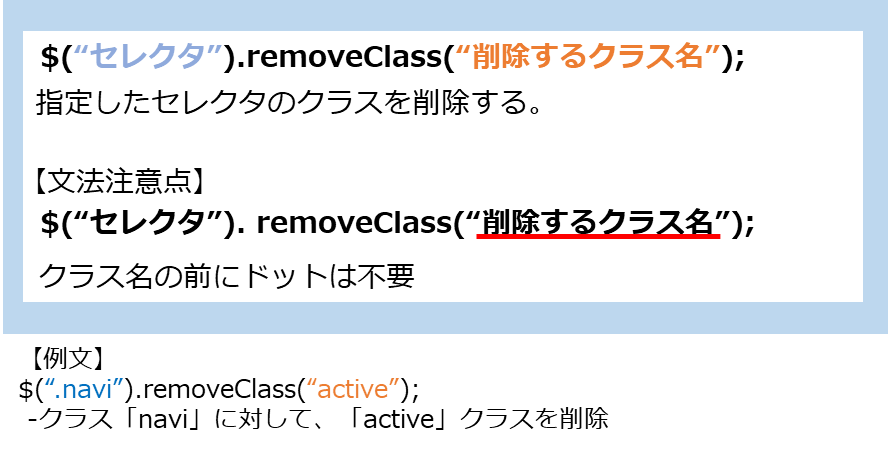 $(“セレクタ”).removeClass(“削除するクラス名”);
指定したセレクタのクラスを削除する。
【文法注意点】
$(“セレクタ”). removeClass(“削除するクラス名”);
クラス名の前にドットは不要
【例文】
$(“.navi”).removeClass(“active”);
-クラス「navi」に対して、「active」クラスを削除